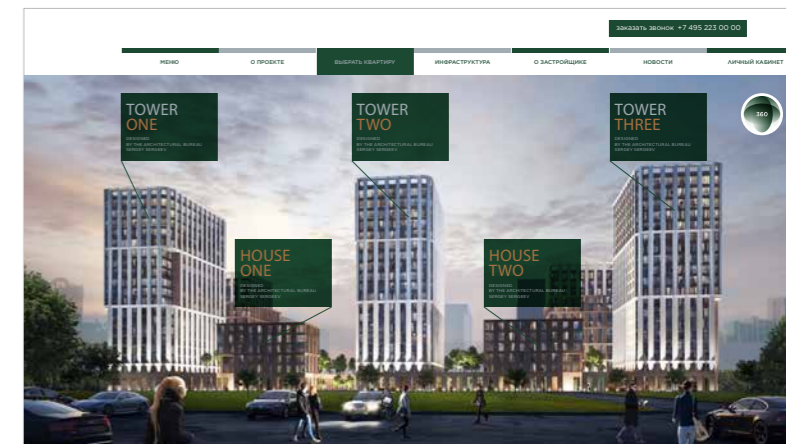 заказать звонок +7 495 223 00 00
МЕНЮ
О ПРОЕКТЕ
ВЫБРАТЬ КВАРТИРУ
ИНФРАСТРУКТУРА
О ЗАСТРОЙЩИКЕ
НОВОСТИ
ЛИЧНЫЙ КАБИНЕТ
TOWER
ONE
DESIGNED
BY THE ARCHITECTURAL BUREAU
SERGEY SERGEEV
TOWER
TWO
DESIGNED
BY THE ARCHITECTURAL BUREAU
SERGEY SERGEEV
TOWER
THREE
DESIGNED
BY THE ARCHITECTURAL BUREAU
SERGEY SERGEEV
360
HOUSE
ONE
DESIGNED
BY THE ARCHITECTURAL BUREAU
SERGEY SERGEEV
HOUSE
TWO
DESIGNED
BY THE ARCHITECTURAL BUREAU
SERGEY SERGEEV